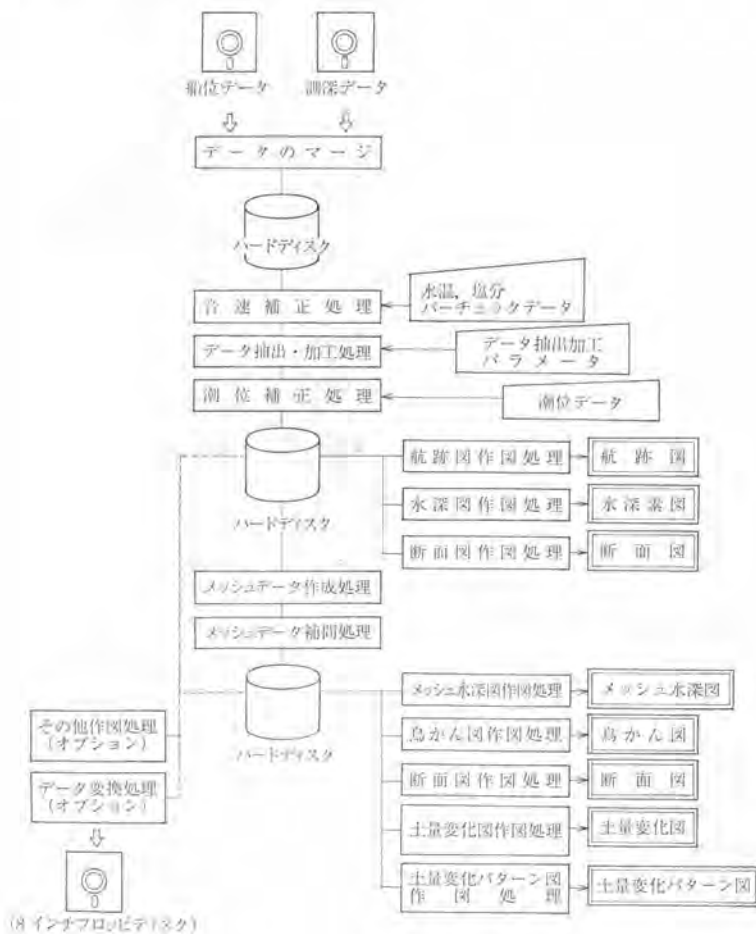 船位データ
測深データ
データのマージ
ハードディスク
音速補正処理
水温,塩分
バーチェックデータ
データ抽出・加工処理
データ抽出加工
パラメータ
潮位補正処理
潮位データ
ハードディスク
航跡図作図処理
航跡図
水深図作図処理
水深素図
断面図作図処理
断面図
メッシュデータ作成処理
メッシュデータ補間処理
ハードディスク
メッシュ水深図作図処理
メッシュ水深図
鳥かん図作図処理
鳥かん図
断面図作図処理
断面図
土量変化図作図処理
土量変化図
土量変化パターン図
作図処理
土量変化パターン図
その他作図処理
(オプション)
データ変換処理
(オプション)
(8インチフロッピディスク)